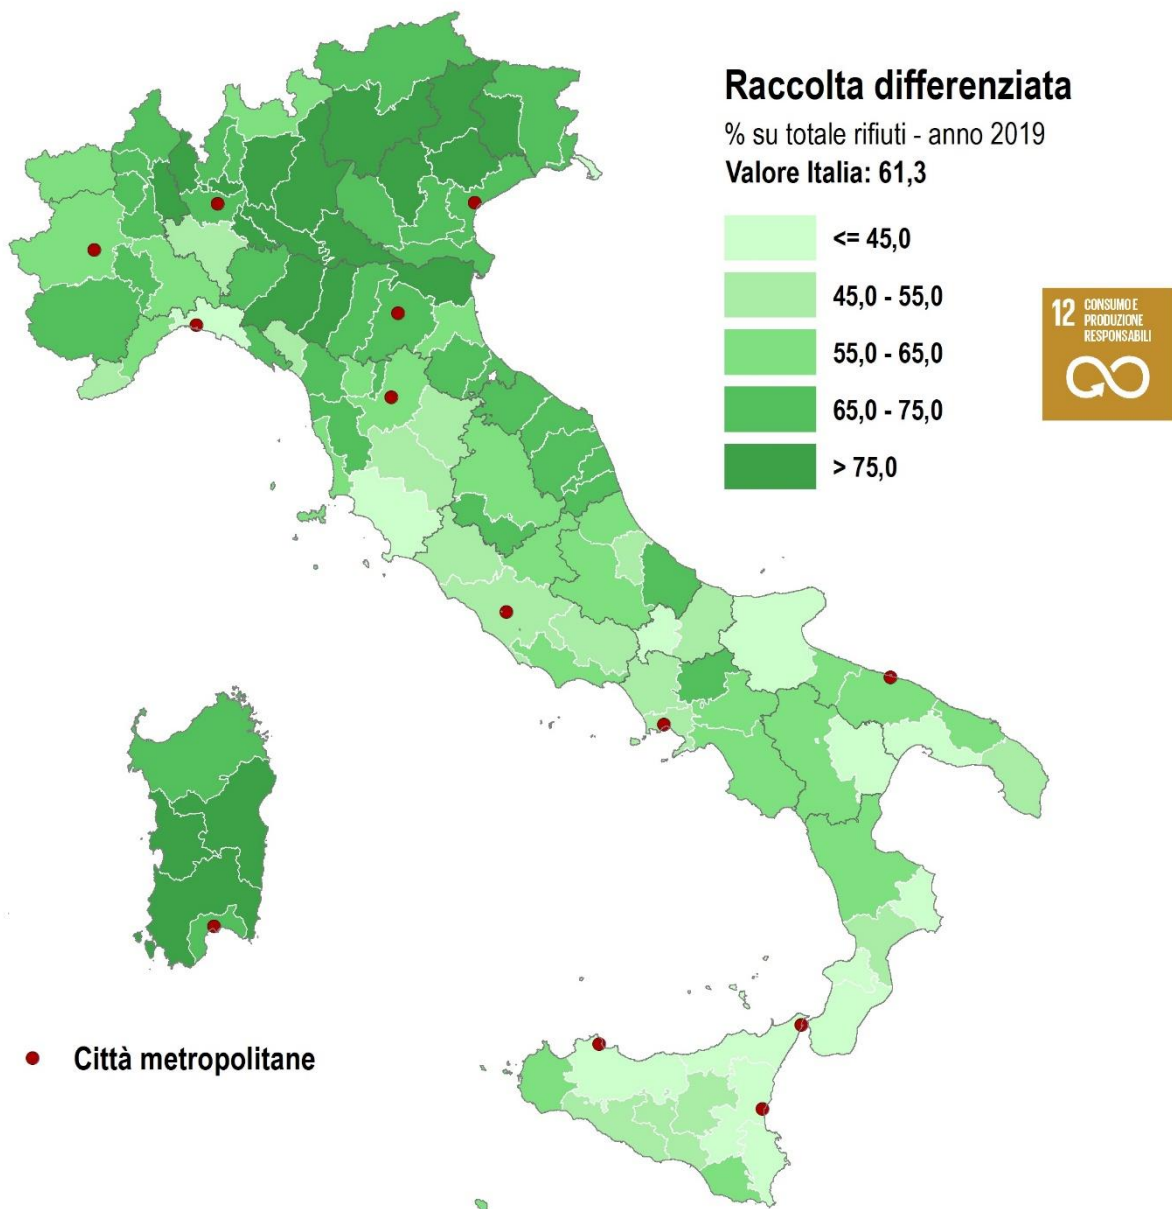 Raccolta differenziata
% su totale rifiuti - anno 2019
Valore Italia: 61,3
<= 45,0
45,0 - 55,0
55,0 - 65,0
65,0 - 75,0
> 75,0
12 CONSUMO E
PRODUZIONE
RESPONSABILI
Città metropolitane